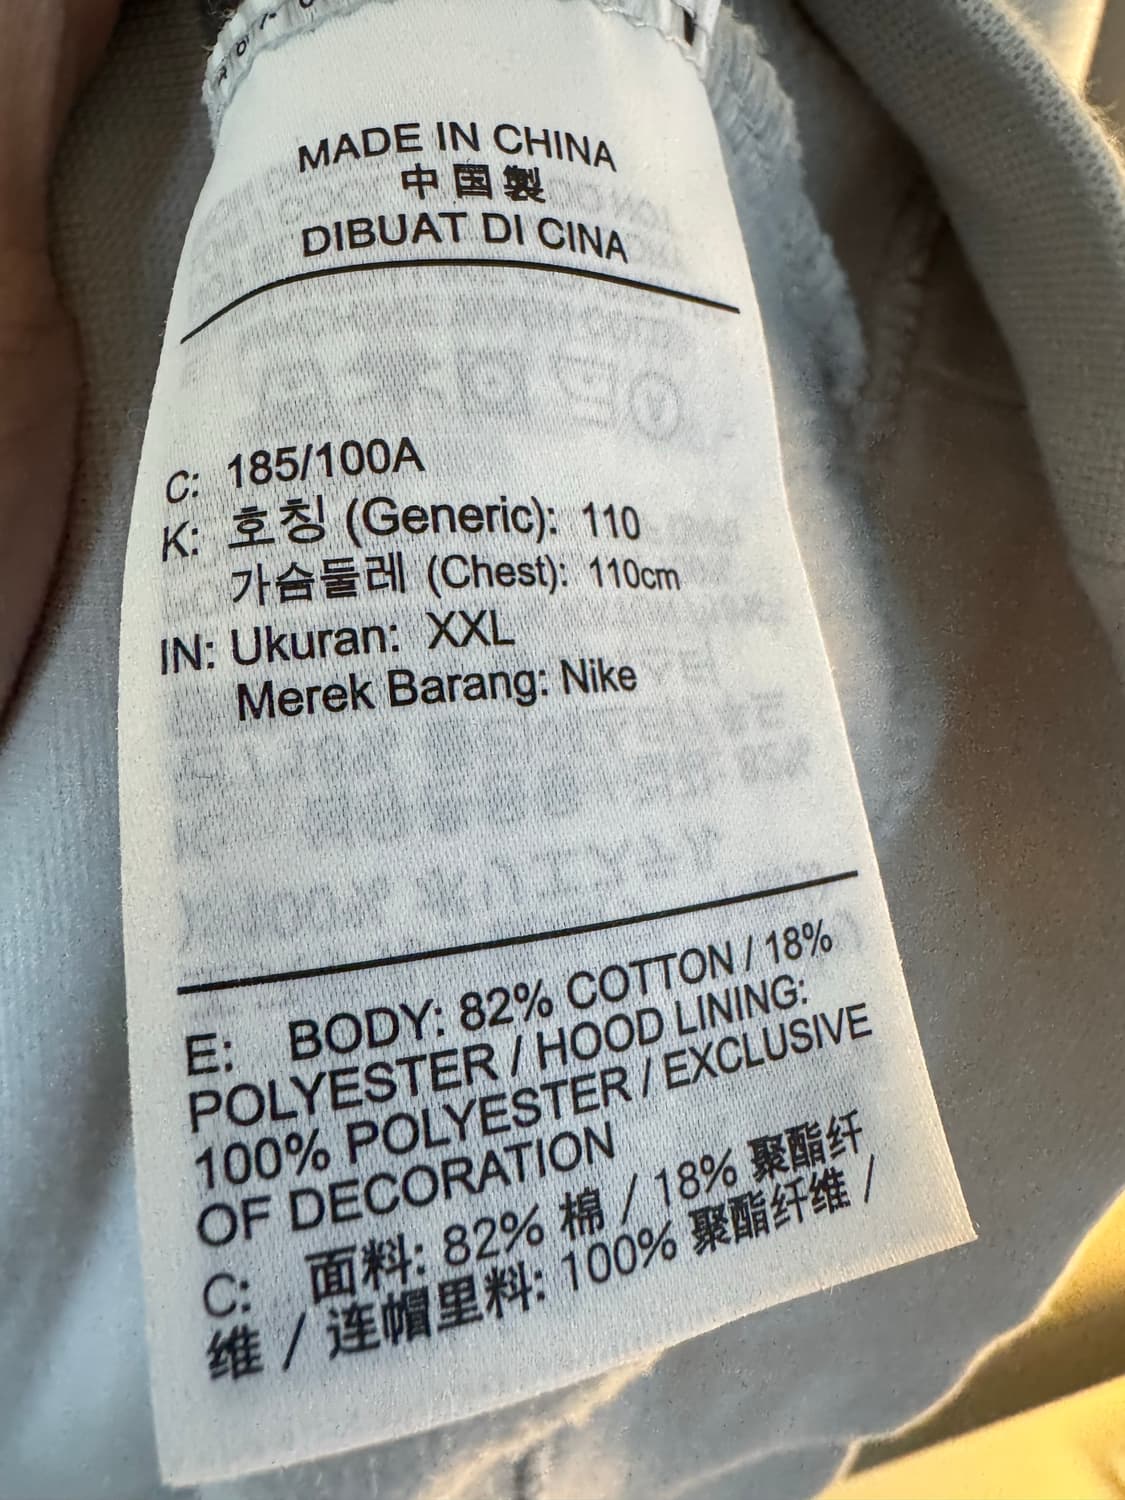 MADE IN CHINA
中国製
DIBUAT DI CINA
C: 185/100A
K: 호칭 (Generic): 110
가슴둘레 (Chest): 110cm
IN: Ukuran: XXL
Merek Barang: Nike
E: BODY: 82% COTTON / 18%
POLYESTER / HOOD LINING:
100% POLYESTER / EXCLUSIVE
OF DECORATION
C: 面料: 82% 棉 / 18% 聚酯纤
维 / 连帽里料: 100% 聚酯纤维 /